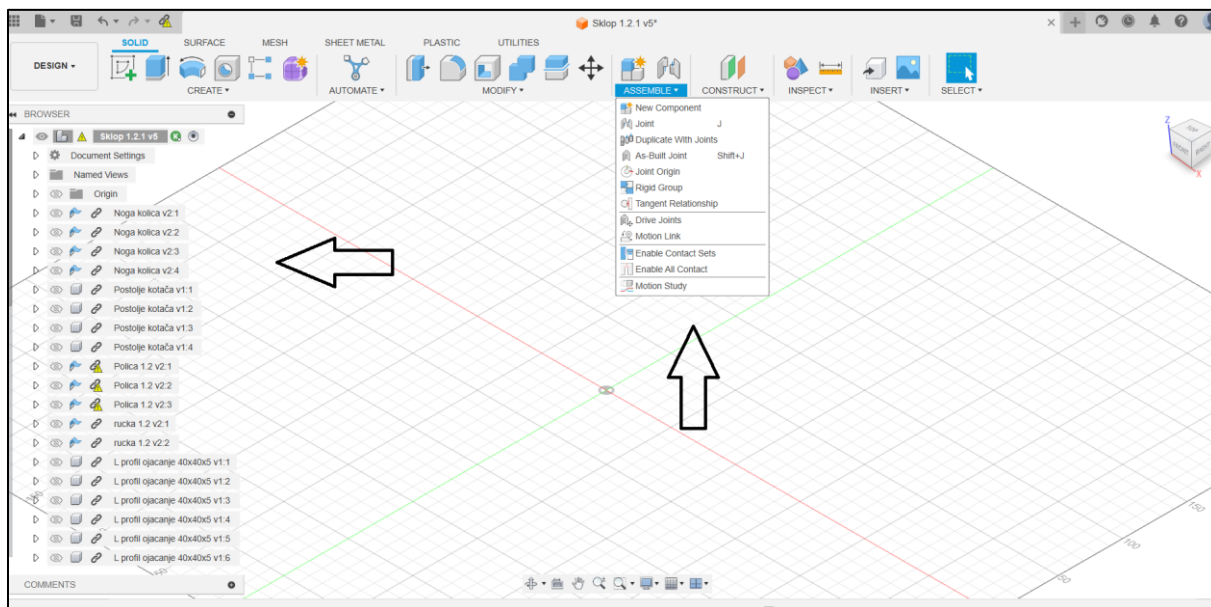 Sklop 1.2.1 v5*
SOLID SURFACE MESH SHEET METAL PLASTIC UTILITIES
DESIGN
CREATE AUTOMATE MODIFY ASSEMBLE CONSTRUCT INSPECT INSERT SELECT
BROWSER
Sklop 1.2.1 v5
Document Settings
Named Views
Origin
Noga kolica v2:1
Noga kolica v2:2
Noga kolica v2:3
Noga kolica v2:4
Postolje kotača v1:1
Postolje kotača v1:2
Postolje kotača v1:3
Postolje kotača v1:4
Polica 1.2 v2:1
Polica 1.2 v2:2
Polica 1.2 v2:3
rucka 1.2 v2:1
rucka 1.2 v2:2
L profil ojacanje 40x40x5 v1:1
L profil ojacanje 40x40x5 v1:2
L profil ojacanje 40x40x5 v1:3
L profil ojacanje 40x40x5 v1:4
L profil ojacanje 40x40x5 v1:5
L profil ojacanje 40x40x5 v1:6
COMMENTS
New Component
Joint J
Duplicate With Joints
As-Built Joint Shift+J
Joint Origin
Rigid Group
Tangent Relationship
Drive Joints
Motion Link
Enable Contact Sets
Enable All Contact
Motion Study
Z
TOP
FRONT RIGHT
X
150
100
50